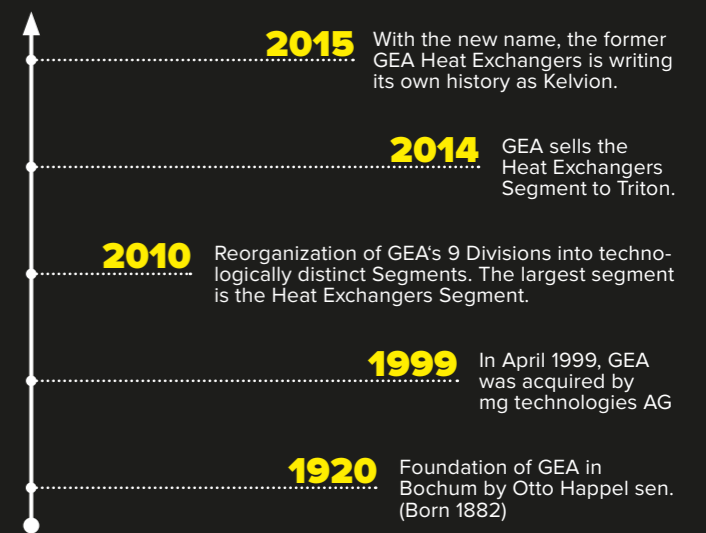 2015
With the new name, the former
GEA Heat Exchangers is writing
its own history as Kelvion.
2014
GEA sells the
Heat Exchangers
Segment to Triton.
2010
Reorganization of GEA‘s 9 Divisions into techno-
logically distinct Segments. The largest segment
is the Heat Exchangers Segment.
1999
In April 1999, GEA
was acquired by
mg technologies AG
1920
Foundation of GEA in
Bochum by Otto Happel sen.
(Born 1882)